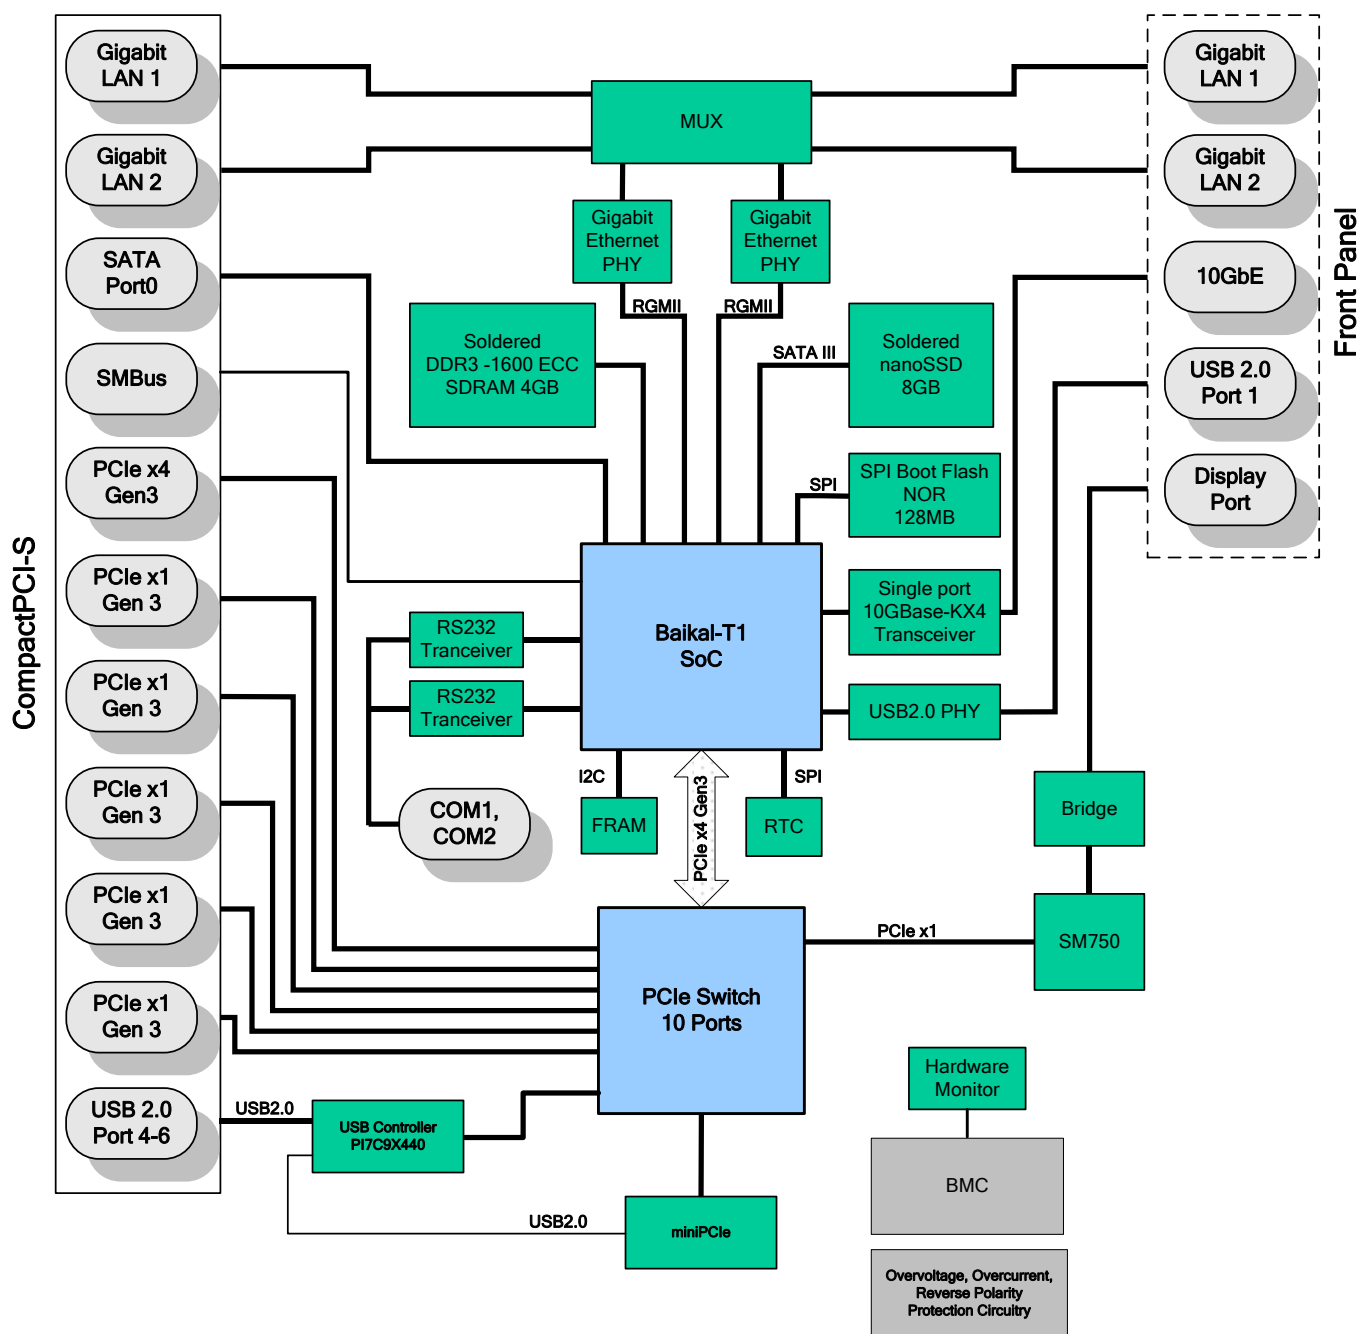 CompactPCI-S
Gigabit
LAN 1
Gigabit
LAN 2
SATA
Port0
SMBus
PCIe x4
Gen3
PCIe x1
Gen 3
PCIe x1
Gen 3
PCIe x1
Gen 3
PCIe x1
Gen 3
PCIe x1
Gen 3
USB 2.0
Port 4-6
MUX
Gigabit
Ethernet
PHY
Gigabit
Ethernet
PHY
RGMII
RGMII
Soldered
DDR3 -1600 ECC
SDRAM 4GB
SATA III
Soldered
nanoSSD
8GB
SPI
SPI Boot Flash
NOR
128MB
Baikal-T1
SoC
Single port
10GBase-KX4
Transceiver
RS232
Tranceiver
RS232
Tranceiver
USB2.0 PHY
COM1,
COM2
I2C
FRAM
PCIe x4 Gen3
SPI
RTC
Bridge
PCIe x1
SM750
PCIe Switch
10 Ports
USB2.0
USB Controller
PI7C9X440
USB2.0
miniPCIe
Hardware
Monitor
BMC
Overvoltage, Overcurrent,
Reverse Polarity
Protection Circuitry
Gigabit
LAN 1
Gigabit
LAN 2
10GbE
USB 2.0
Port 1
Display
Port
Front Panel